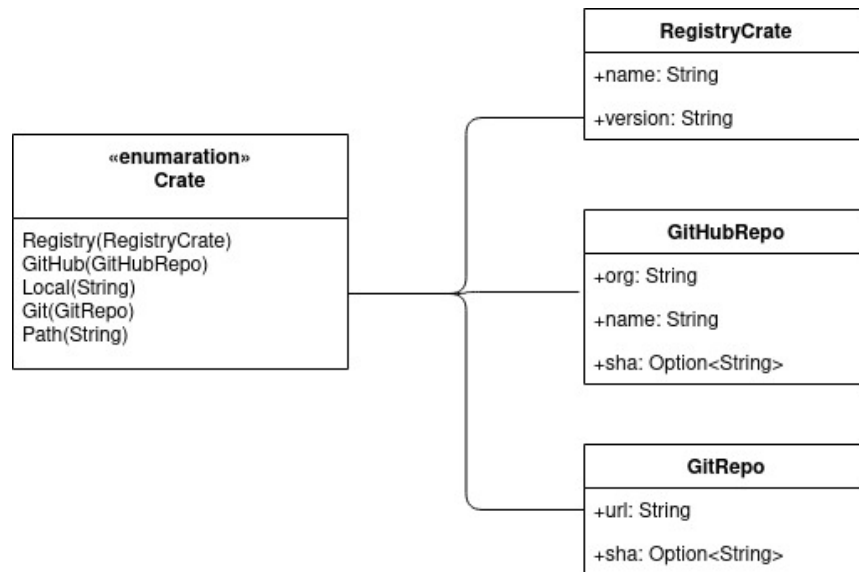 «enumaration»
Crate
Registry(RegistryCrate)
GitHub(GitHubRepo)
Local(String)
Git(GitRepo)
Path(String)
RegistryCrate
+name: String
+version: String
GitHubRepo
+org: String
+name: String
+sha: Option<String>
GitRepo
+url: String
+sha: Option<String>